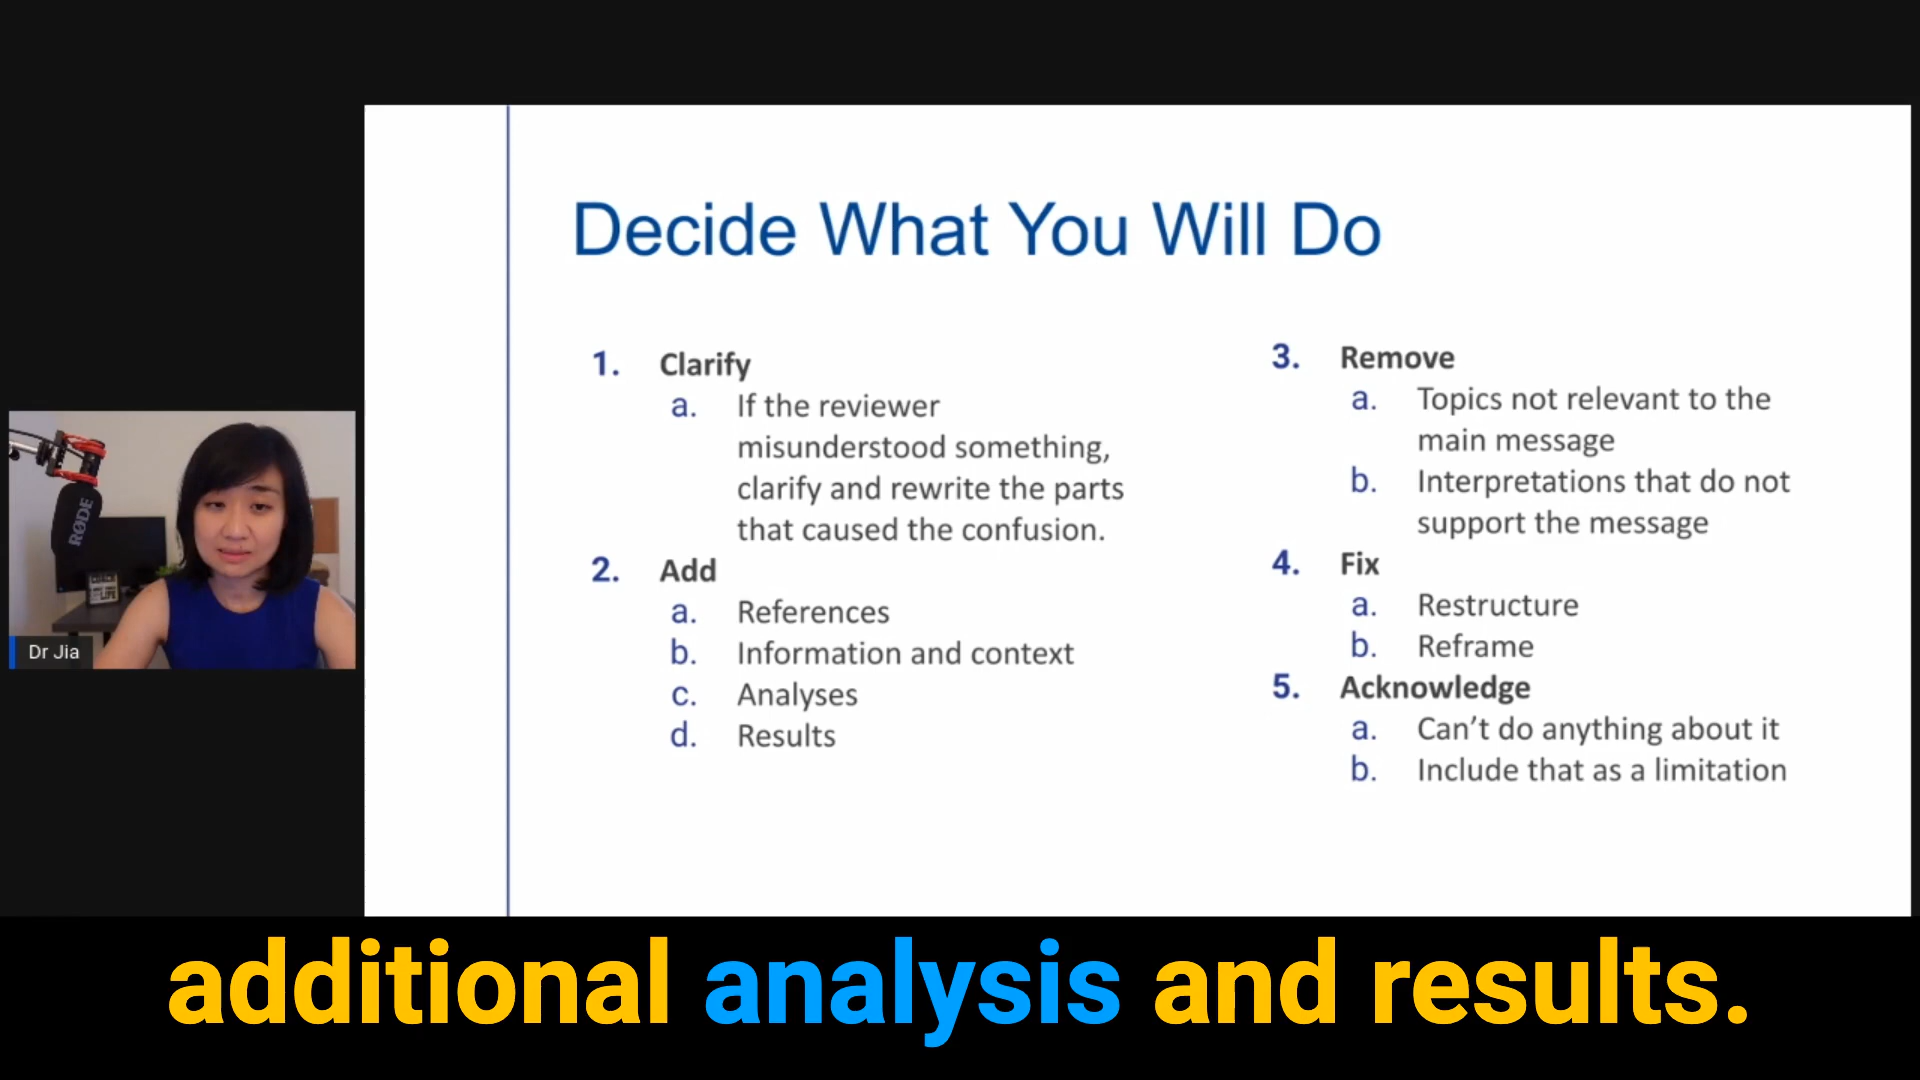 Decide What You Will Do
1. Clarify
a. If the reviewer
misunderstood something,
clarify and rewrite the parts
that caused the confusion.
2. Add
a. References
b. Information and context
c. Analyses
d. Results
3. Remove
a. Topics not relevant to the
main message
b. Interpretations that do not
support the message
4. Fix
a. Restructure
b. Reframe
5. Acknowledge
a. Can’t do anything about it
b. Include that as a limitation
RØDE
Dr Jia
additional analysis and results.